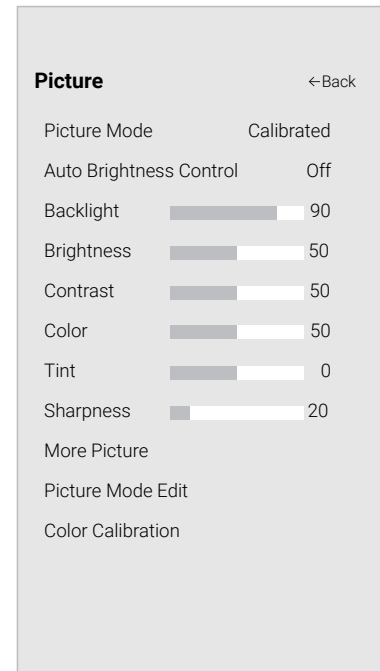 Picture ←Back
Picture Mode Calibrated
Auto Brightness Control Off
Backlight 90
Brightness 50
Contrast 50
Color 50
Tint 0
Sharpness 20
More Picture
Picture Mode Edit
Color Calibration